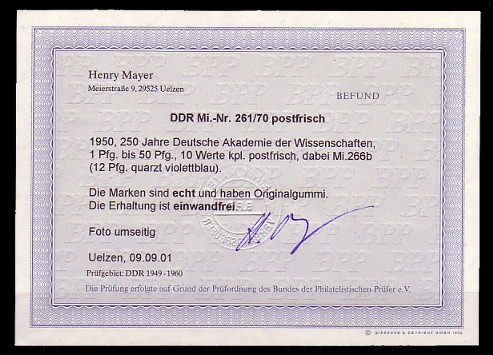 Henry Mayer
Meierstraße 9, 29525 Uelzen
BEFUND
DDR Mi.-Nr. 261/70 postfrisch
1950, 250 Jahre Deutsche Akademie der Wissenschaften,
1 Pfg. bis 50 Pfg., 10 Werte kpl. postfrisch, dabei Mi.266b
(12 Pfg. quarzt violettblau).
Die Marken sind echt und haben Originalgummi.
Die Erhaltung ist einwandfrei.
Foto umseitig
Uelzen, 09.09.01
Prüfgebiet: DDR 1949-1960
Die Prüfung erfolgte auf Grund der Prüfordnung des Bundes der Philatelistischen Prüfer e.V.